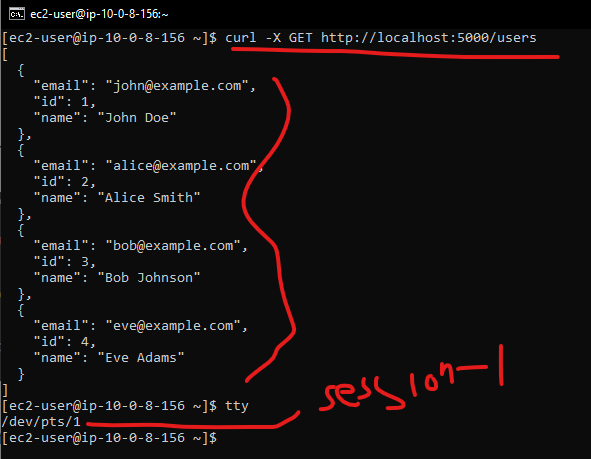 ec2-user@ip-10-0-8-156:~
[ec2-user@ip-10-0-8-156 ~]$ curl -X GET http://localhost:5000/users
[
  {
    "email": "john@example.com",
    "id": 1,
    "name": "John Doe"
  },
  {
    "email": "alice@example.com",
    "id": 2,
    "name": "Alice Smith"
  },
  {
    "email": "bob@example.com",
    "id": 3,
    "name": "Bob Johnson"
  },
  {
    "email": "eve@example.com",
    "id": 4,
    "name": "Eve Adams"
  }
]
[ec2-user@ip-10-0-8-156 ~]$ tty
/dev/pts/1
session-1
[ec2-user@ip-10-0-8-156 ~]$